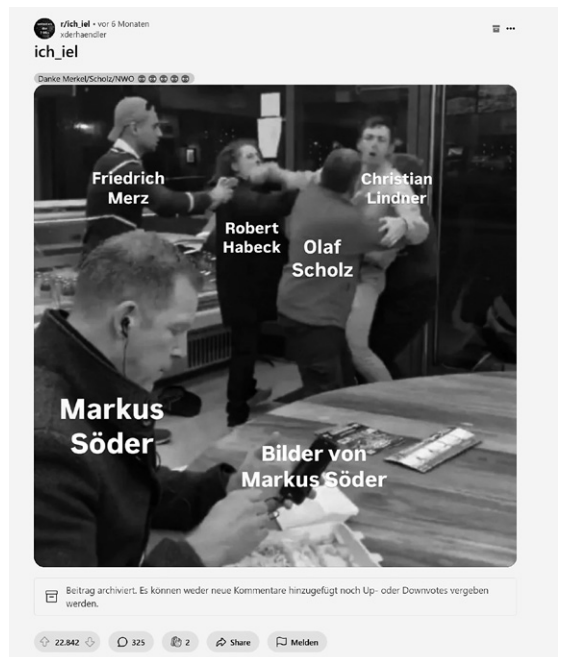 r/ich_iel • vor 6 Monaten
xderhaendler
ich_iel
Danke Merkel/Scholz/NWO
Friedrich
Merz
Christian
Lindner
Robert
Habeck
Olaf
Scholz
Markus
Söder
Bilder von
Markus Söder
Beitrag archiviert. Es können weder neue Kommentare hinzugefügt noch Up- oder Downvotes vergeben
werden.
22.842 325 2 Share Melden